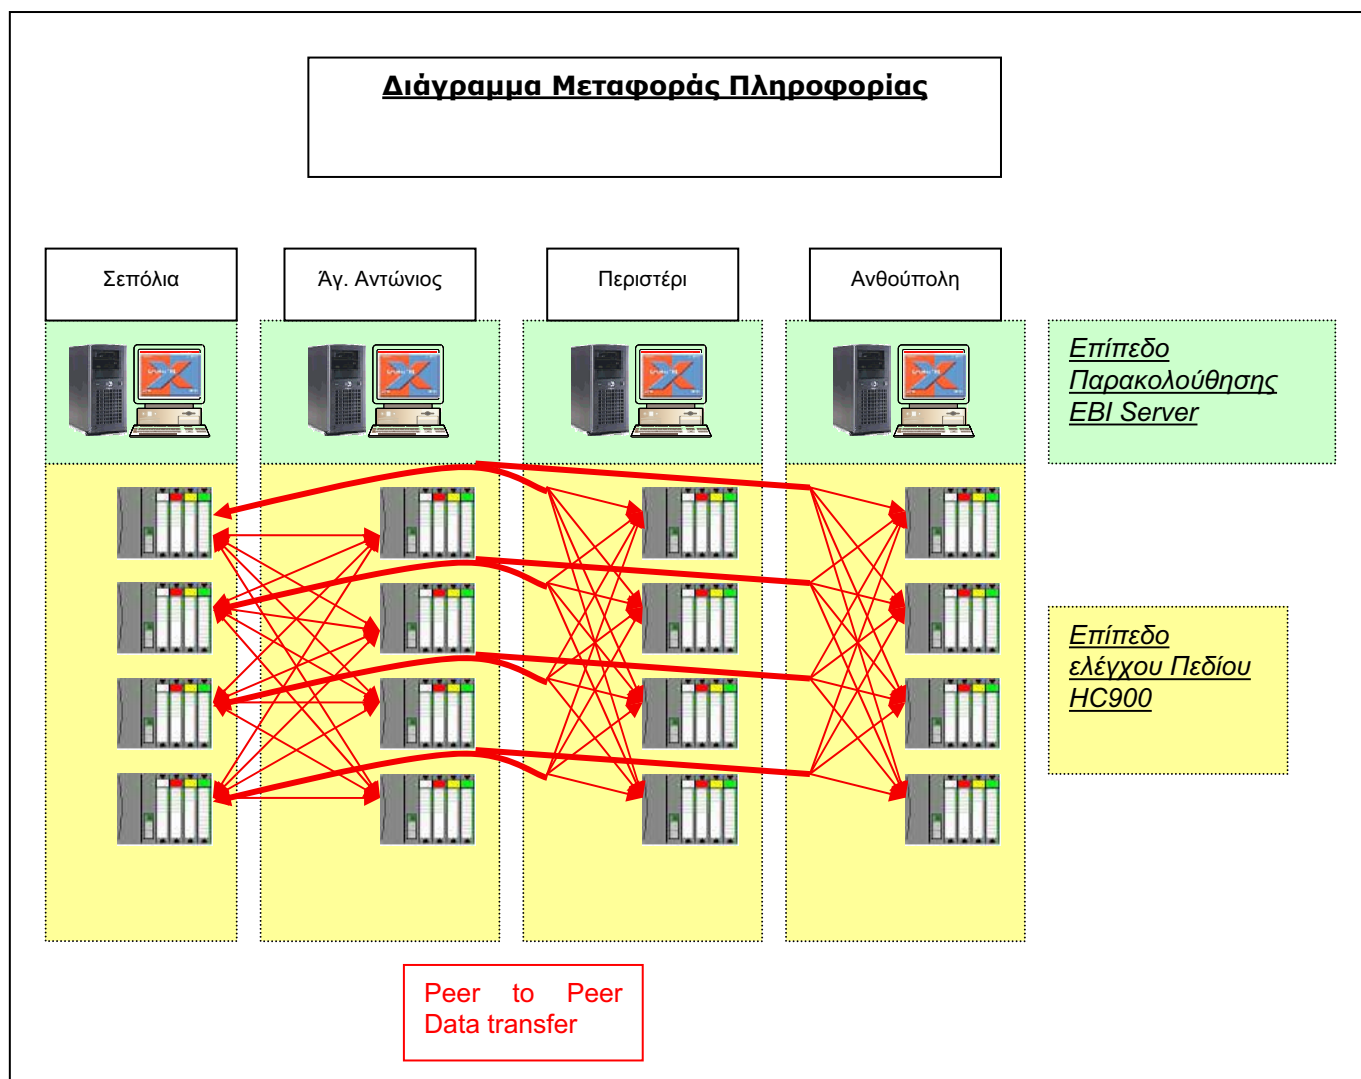 Διάγραμμα Μεταφοράς Πληροφορίας
Σεπόλια
Άγ. Αντώνιος
Περιστέρι
Ανθούπολη
Επίπεδο
Παρακολούθησης
EBI Server
Επίπεδο
ελέγχου Πεδίου
HC900
Peer to Peer
Data transfer